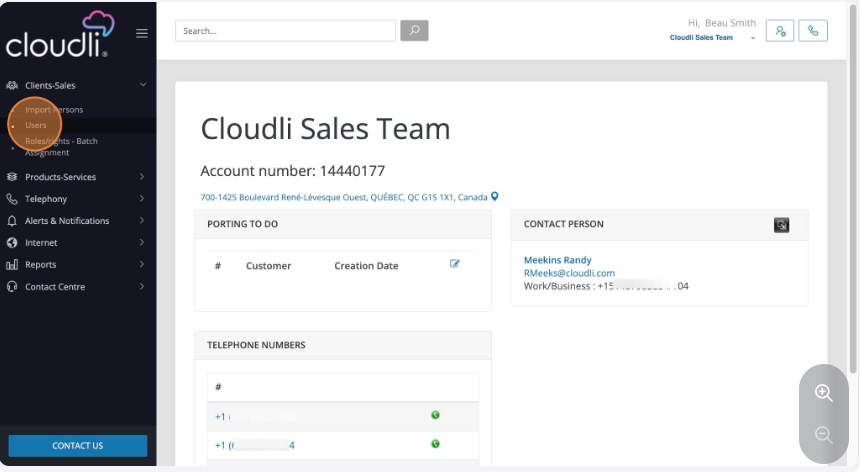 cloudli®
Clients-Sales
Import Persons
Users
Roles/rights - Batch
Assignment
Products-Services
Telephony
Alerts & Notifications
Internet
Reports
Contact Centre
CONTACT US
Search...
Hi, Beau Smith
Cloudli Sales Team
Cloudli Sales Team
Account number: 14440177
700-1425 Boulevard René-Lévesque Ouest, QUÉBEC, QC G1S 1X1, Canada
PORTING TO DO
# Customer Creation Date
CONTACT PERSON
Meekins Randy
RMeeks@cloudli.com
Work/Business : +15 04
TELEPHONE NUMBERS
#
+1 (
+1 (6 4